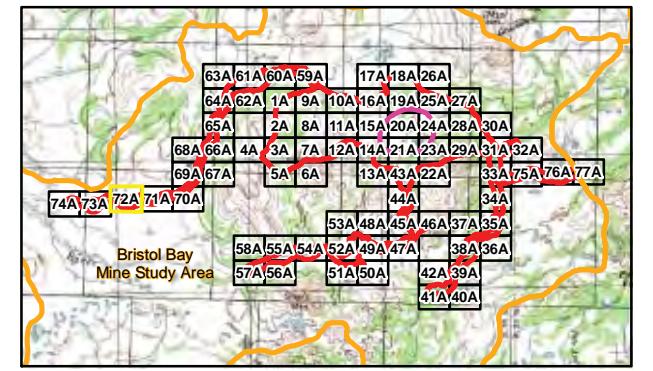 63A 61A 60A 59A 17A 18A 26A
64A 62A 1A 9A 10A 16A 19A 25A 27A
65A 2A 8A 11A 15A 20A 24A 28A 30A
68A 66A 4A 3A 7A 12A 14A 21A 23A 29A 31A 32A
69A 67A 5A 6A 13A 43A 22A 33A 75A 76A 77A
74A 73A 72A 71A 70A 44A 34A
53A 48A 45A 46A 37A 35A
58A 55A 54A 52A 49A 47A 38A 36A
Bristol Bay
Mine Study Area
57A 56A 51A 50A 42A 39A
41A 40A